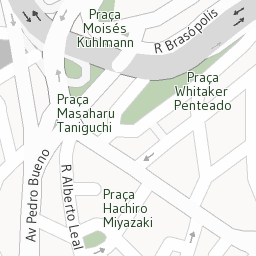 Praça
Moisés
Kühlmann
R Brasópolis
Praça
Whitaker
Penteado
Praça
Masaharu
Taniguchi
Av Pedro Bueno
R Alberto Leal
Praça
Hachiro
Miyazaki